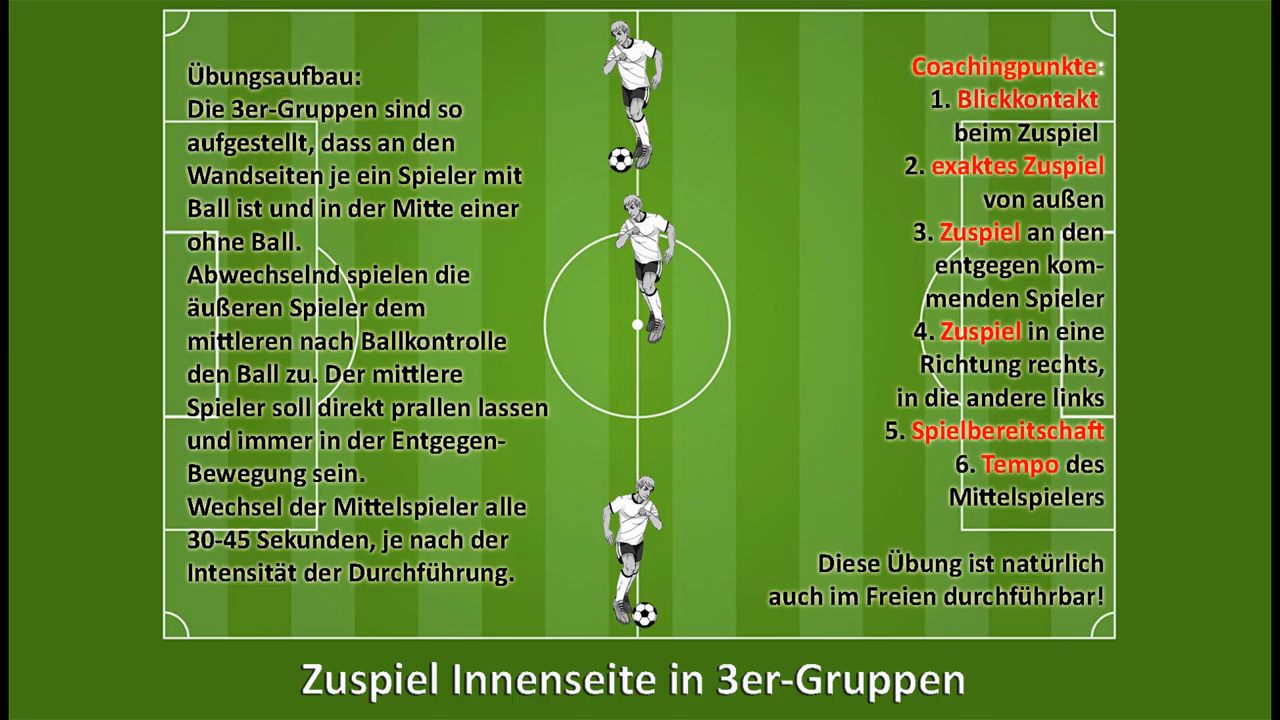 Übungsaufbau:
Die 3er-Gruppen sind so
aufgestellt, dass an den
Wandseiten je ein Spieler mit
Ball ist und in der Mitte einer
ohne Ball.
Abwechselnd spielen die
äußeren Spieler dem
mittleren nach Ballkontrolle
den Ball zu. Der mittlere
Spieler soll direkt prallen lassen
und immer in der Entgegen-
Bewegung sein.
Wechsel der Mittelspieler alle
30-45 Sekunden, je nach der
Intensität der Durchführung.
Coachingpunkte:
1. Blickkontakt
beim Zuspiel
2. exaktes Zuspiel
von außen
3. Zuspiel an den
entgegen kom-
menden Spieler
4. Zuspiel in eine
Richtung rechts,
in die andere links
5. Spielbereitschaft
6. Tempo des
Mittelspielers
Diese Übung ist natürlich
auch im Freien durchführbar!
Zuspiel Innenseite in 3er-Gruppen